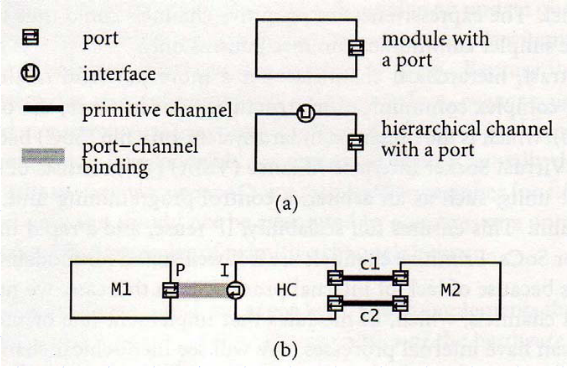 port
interface
primitive channel
port–channel
binding
module with
a port
hierarchical channel
with a port
(a)
M1
P
I
HC
c1
c2
M2
(b)